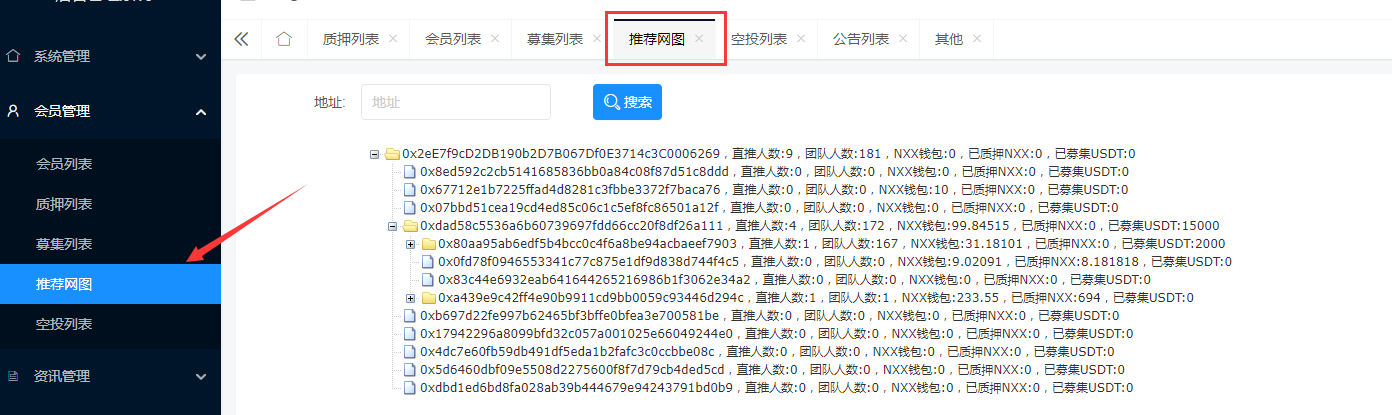 质押列表 × 会员列表 × 募集列表 × 推荐网图 × 空投列表 × 公告列表 × 其他 ×
系统管理
会员管理
会员列表
质押列表
募集列表
推荐网图
空投列表
资讯管理
地址: 地址 搜索
0x2eE7f9cD2DB190b2D7B067Df0E3714c3C0006269，直推人数:9，团队人数:181，NXX钱包:0，已质押NXX:0，已募集USDT:0
0x8ed592c2cb5141685836bb0a84c08f87d51c8ddd，直推人数:0，团队人数:0，NXX钱包:0，已质押NXX:0，已募集USDT:0
0x67712e1b7225ffad4d8281c3fbbe3372f7baca76，直推人数:0，团队人数:0，NXX钱包:10，已质押NXX:0，已募集USDT:0
0x07bbd51cea19cd4ed85c06c1c5ef8fc86501a12f，直推人数:0，团队人数:0，NXX钱包:0，已质押NXX:0，已募集USDT:0
0xdad58c5536a6b60739697fdd66cc20f8df26a111，直推人数:4，团队人数:172，NXX钱包:99.84515，已质押NXX:0，已募集USDT:15000
0x80aa95ab6edf5b4bcc0c4f6a8be94acbaeef7903，直推人数:1，团队人数:167，NXX钱包:31.18101，已质押NXX:0，已募集USDT:2000
0x0fd78f0946553341c77c875e1df9d838d744f4c5，直推人数:0，团队人数:0，NXX钱包:9.02091，已质押NXX:8.181818，已募集USDT:0
0x83c44e6932eab641644265216986b1f3062e34a2，直推人数:0，团队人数:0，NXX钱包:0，已质押NXX:0，已募集USDT:0
0xa439e9c42ff4e90b9911cd9bb0059c93446d294c，直推人数:1，团队人数:1，NXX钱包:233.55，已质押NXX:694，已募集USDT:0
0xb697d22fe997b62465bf3bffe0bfea3e700581be，直推人数:0，团队人数:0，NXX钱包:0，已质押NXX:0，已募集USDT:0
0x17942296a8099bfd32c057a001025e66049244e0，直推人数:0，团队人数:0，NXX钱包:0，已质押NXX:0，已募集USDT:0
0x4dc7e60fb59db491df5eda1b2fafc3c0ccbbe08c，直推人数:0，团队人数:0，NXX钱包:0，已质押NXX:0，已募集USDT:0
0x5d6460dbf09e5508d2275600f8f7d79cb4ded5cd，直推人数:0，团队人数:0，NXX钱包:0，已质押NXX:0，已募集USDT:0
0xdbd1ed6bd8fa028ab39b444679e94243791bd0b9，直推人数:0，团队人数:0，NXX钱包:0，已质押NXX:0，已募集USDT:0